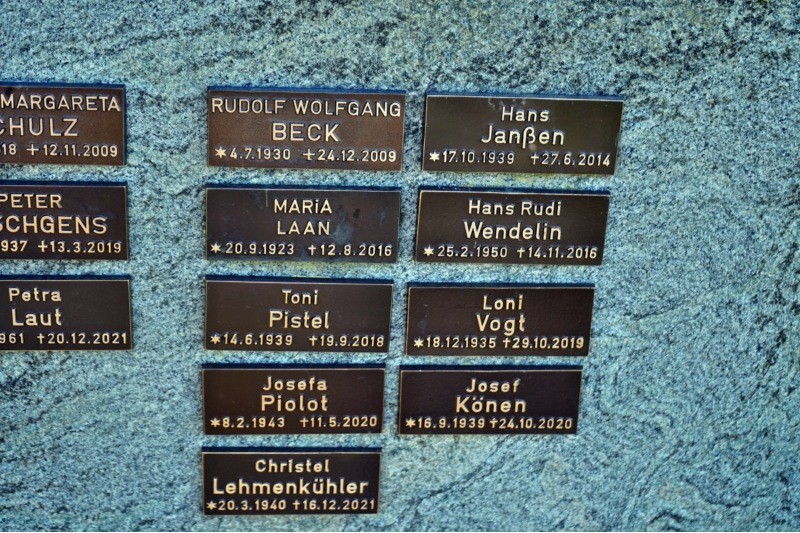 MARGARETA
CHULZ
18 +12.11.2009
PETER
SCHGENS
937 +13.3.2019
Petra
Laut
961 +20.12.2021
RUDOLF WOLFGANG
BECK
*4.7.1930 +24.12.2009
MARiA
LAAN
*20.9.1923 +12.8.2016
Toni
Pistel
*14.6.1939 +19.9.2018
Josefa
Piolot
*8.2.1943 +11.5.2020
Christel
Lehmenkühler
*20.3.1940 +16.12.2021
Hans
Janßen
*17.10.1939 +27.6.2014
Hans Rudi
Wendelin
*25.2.1950 +14.11.2016
Loni
Vogt
*18.12.1935 +29.10.2019
Josef
Könen
*16.9.1939 +24.10.2020